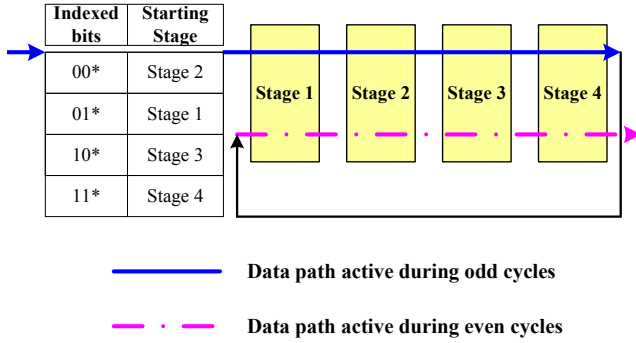 Indexed Starting
bits Stage
00* Stage 2
01* Stage 1
10* Stage 3
11* Stage 4
Stage 1 Stage 2 Stage 3 Stage 4
Data path active during odd cycles
Data path active during even cycles